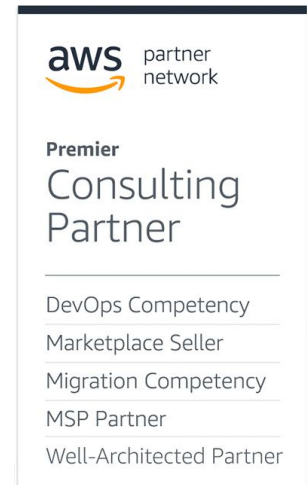 aws
partner
network
Premier
Consulting
Partner
DevOps Competency
Marketplace Seller
Migration Competency
MSP Partner
Well-Architected Partner